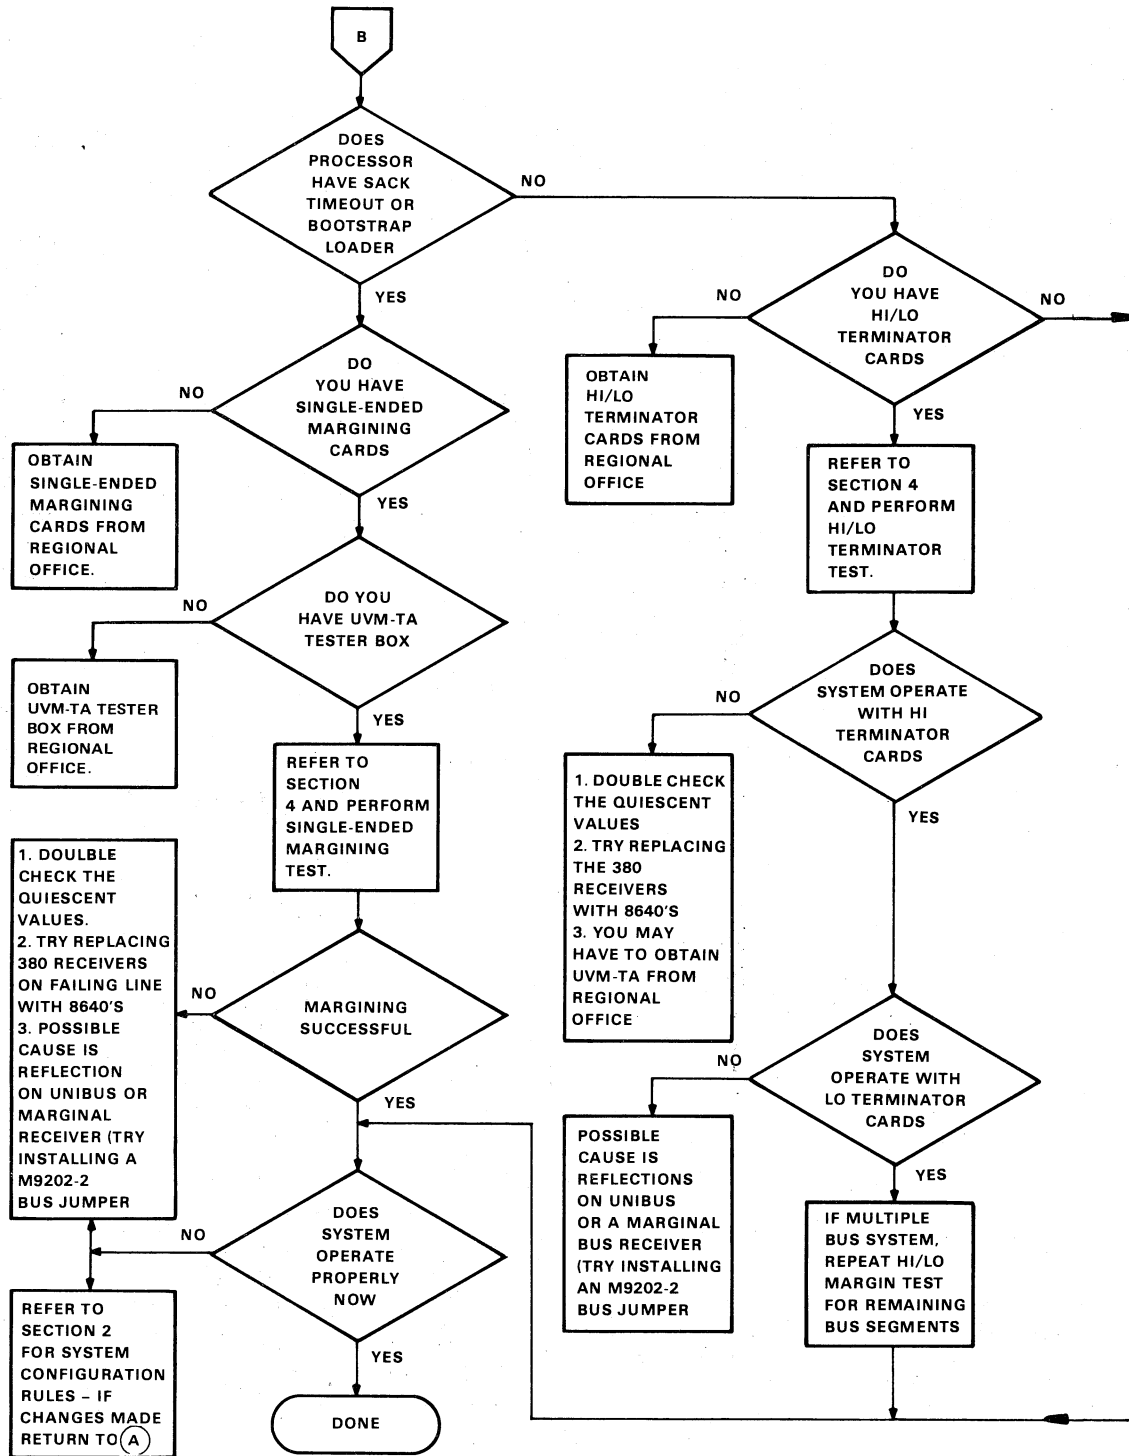 B
DOES
PROCESSOR
HAVE SACK
TIMEOUT OR
BOOTSTRAP
LOADER
NO
YES
DO
YOU HAVE
SINGLE-ENDED
MARGINING
CARDS
NO
YES
OBTAIN
SINGLE-ENDED
MARGINING
CARDS FROM
REGIONAL
OFFICE.
DO YOU
HAVE UVM-TA
TESTER BOX
NO
YES
OBTAIN
UVM-TA TESTER
BOX FROM
REGIONAL
OFFICE.
REFER TO
SECTION
4 AND PERFORM
SINGLE-ENDED
MARGINING
TEST.
MARGINING
SUCCESSFUL
NO
YES
1. DOULBLE
CHECK THE
QUIESCENT
VALUES.
2. TRY REPLACING
380 RECEIVERS
ON FAILING LINE
WITH 8640'S
3. POSSIBLE
CAUSE IS
REFLECTION
ON UNIBUS OR
MARGINAL
RECEIVER (TRY
INSTALLING A
M9202-2
BUS JUMPER
DOES
SYSTEM
OPERATE
PROPERLY
NOW
NO
YES
REFER TO
SECTION 2
FOR SYSTEM
CONFIGURATION
RULES – IF
CHANGES MADE
RETURN TO A
DONE
DO
YOU HAVE
HI/LO
TERMINATOR
CARDS
NO
NO
YES
OBTAIN
HI/LO
TERMINATOR
CARDS FROM
REGIONAL
OFFICE
REFER TO
SECTION 4
AND PERFORM
HI/LO
TERMINATOR
TEST.
DOES
SYSTEM OPERATE
WITH HI
TERMINATOR
CARDS
NO
YES
1. DOUBLE CHECK
THE QUIESCENT
VALUES
2. TRY REPLACING
THE 380
RECEIVERS
WITH 8640'S
3. YOU MAY
HAVE TO OBTAIN
UVM-TA FROM
REGIONAL
OFFICE
DOES
SYSTEM
OPERATE WITH
LO TERMINATOR
CARDS
NO
YES
POSSIBLE
CAUSE IS
REFLECTIONS
ON UNIBUS
OR A MARGINAL
BUS RECEIVER
(TRY INSTALLING
AN M9202-2
BUS JUMPER
IF MULTIPLE
BUS SYSTEM,
REPEAT HI/LO
MARGIN TEST
FOR REMAINING
BUS SEGMENTS